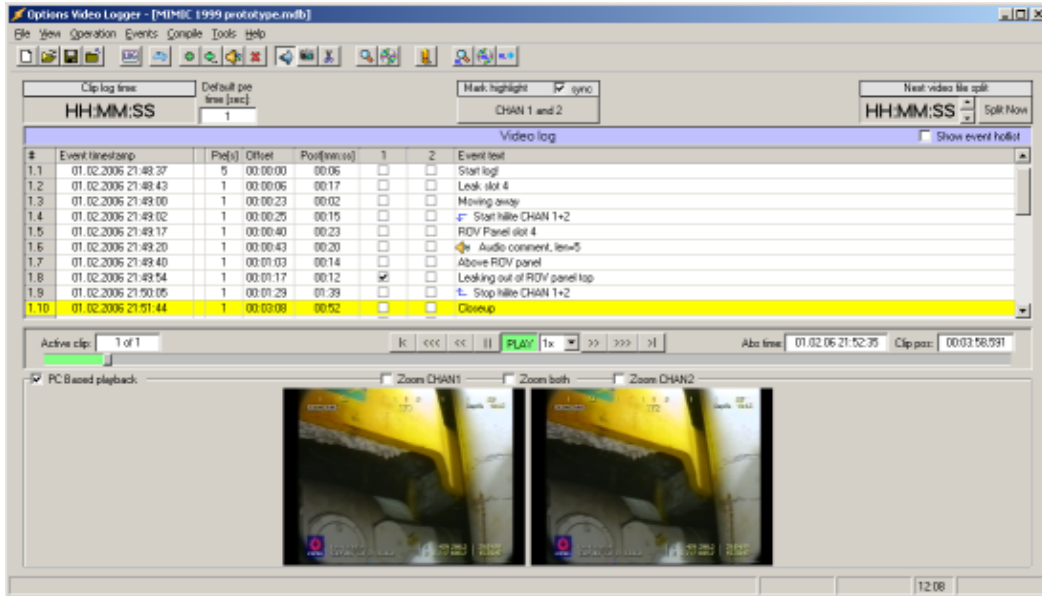 Options Video Logger - [MIMIC 1999 prototype.mdb]
File View Operation Events Compile Tools Help
Clip log time:
HH:MM:SS
Default pre time [sec]:
1
Mark highlight sync
CHAN 1 and 2
Next video file split:
HH:MM:SS Split Now
Video log Show event hotlist
# Event timestamp Pre[s] Offset Post[mm:ss] 1 2 Event text
1.1 01.02.2006 21:48:37 5 00:00:00 00:06 Start log!
1.2 01.02.2006 21:48:43 1 00:00:06 00:17 Leak slot 4
1.3 01.02.2006 21:49:00 1 00:00:23 00:02 Moving away
1.4 01.02.2006 21:49:02 1 00:00:25 00:15 Start hilite CHAN 1+2
1.5 01.02.2006 21:49:17 1 00:00:40 00:23 ROV Panel slot 4
1.6 01.02.2006 21:49:20 1 00:00:43 00:20 Audio comment, len=5
1.7 01.02.2006 21:49:40 1 00:01:03 00:14 Above ROV panel
1.8 01.02.2006 21:49:54 1 00:01:17 00:12 Leaking out of ROV panel top
1.9 01.02.2006 21:50:05 1 00:01:29 01:39 Stop hilite CHAN 1+2
1.10 01.02.2006 21:51:44 1 00:03:08 00:52 Closeup
Active clip: 1 of 1 |< <<< << || PLAY 1x >> >>> >| Abs time: 01.02.06 21:52:35 Clip pos: 00:03:58.591
PC Based playback Zoom CHAN1 Zoom both Zoom CHAN2
12:08